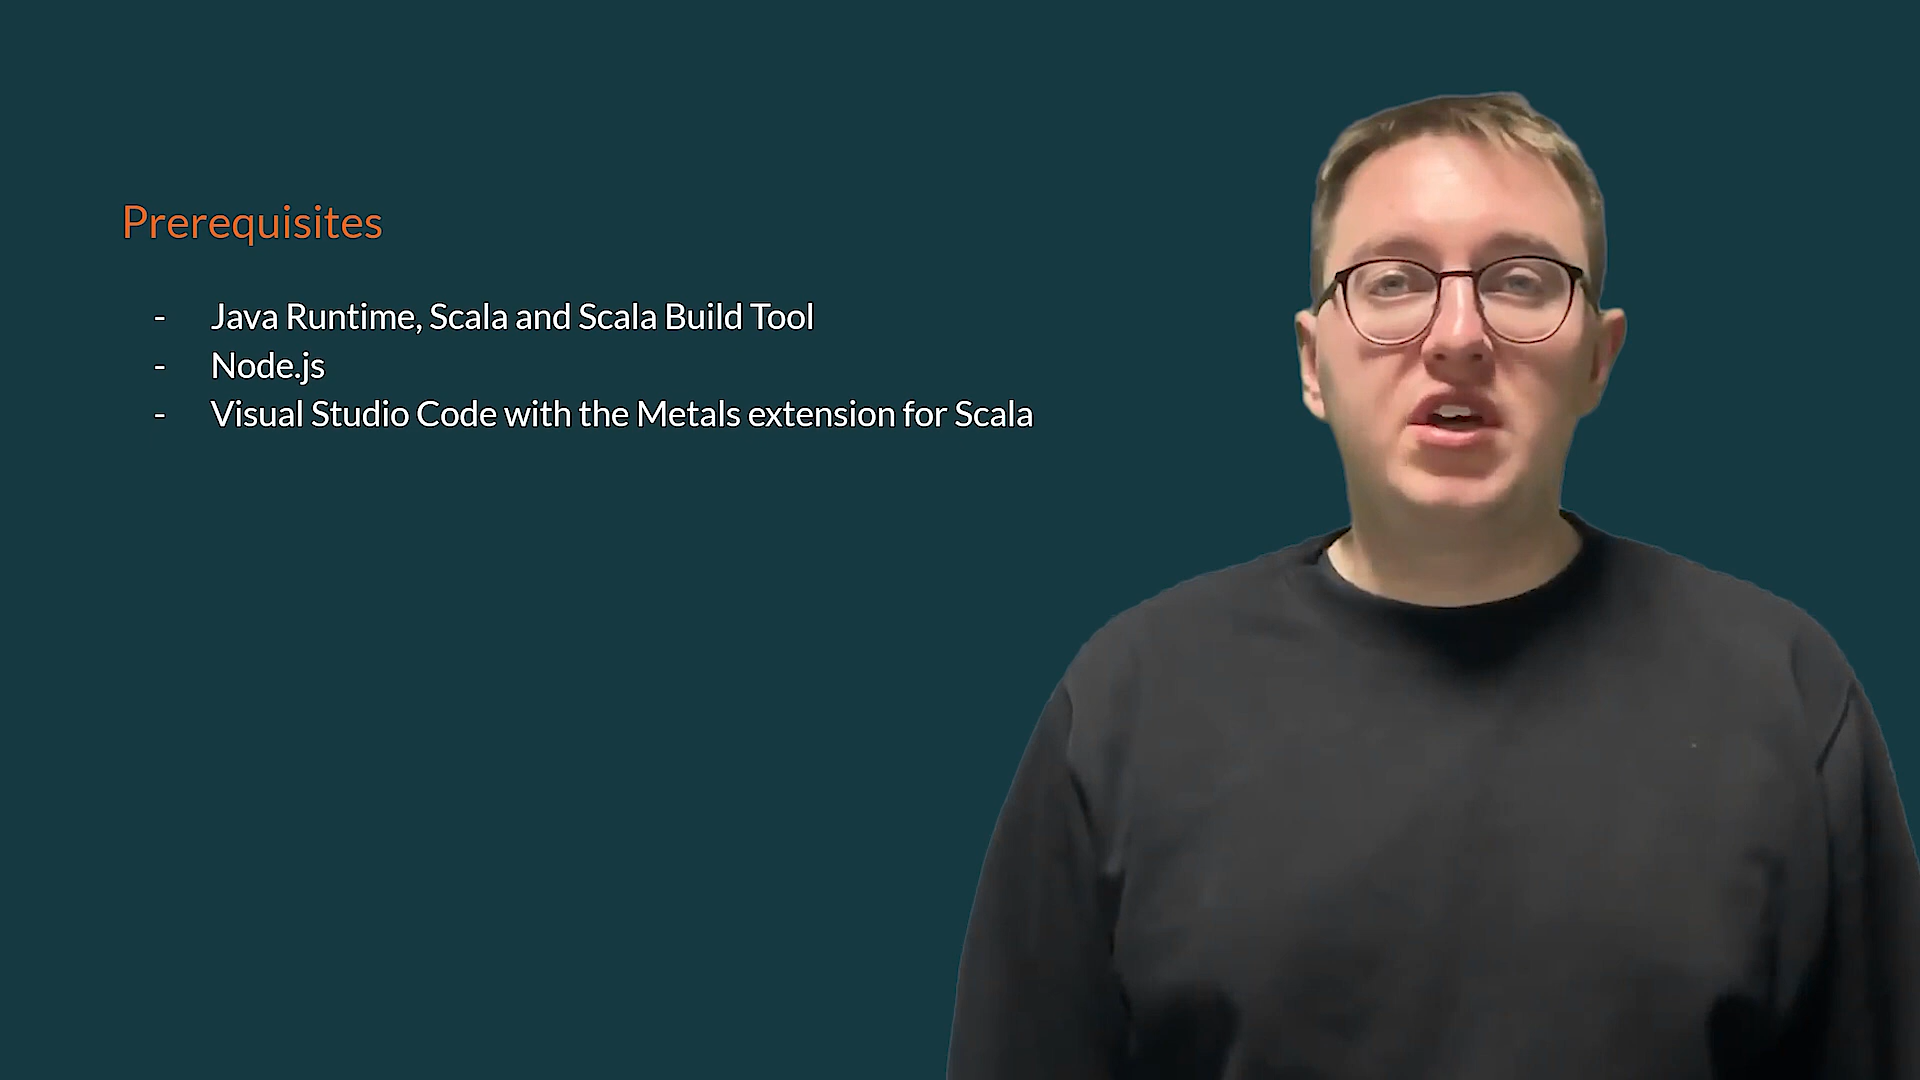 Prerequisites
- Java Runtime, Scala and Scala Build Tool
- Node.js
- Visual Studio Code with the Metals extension for Scala